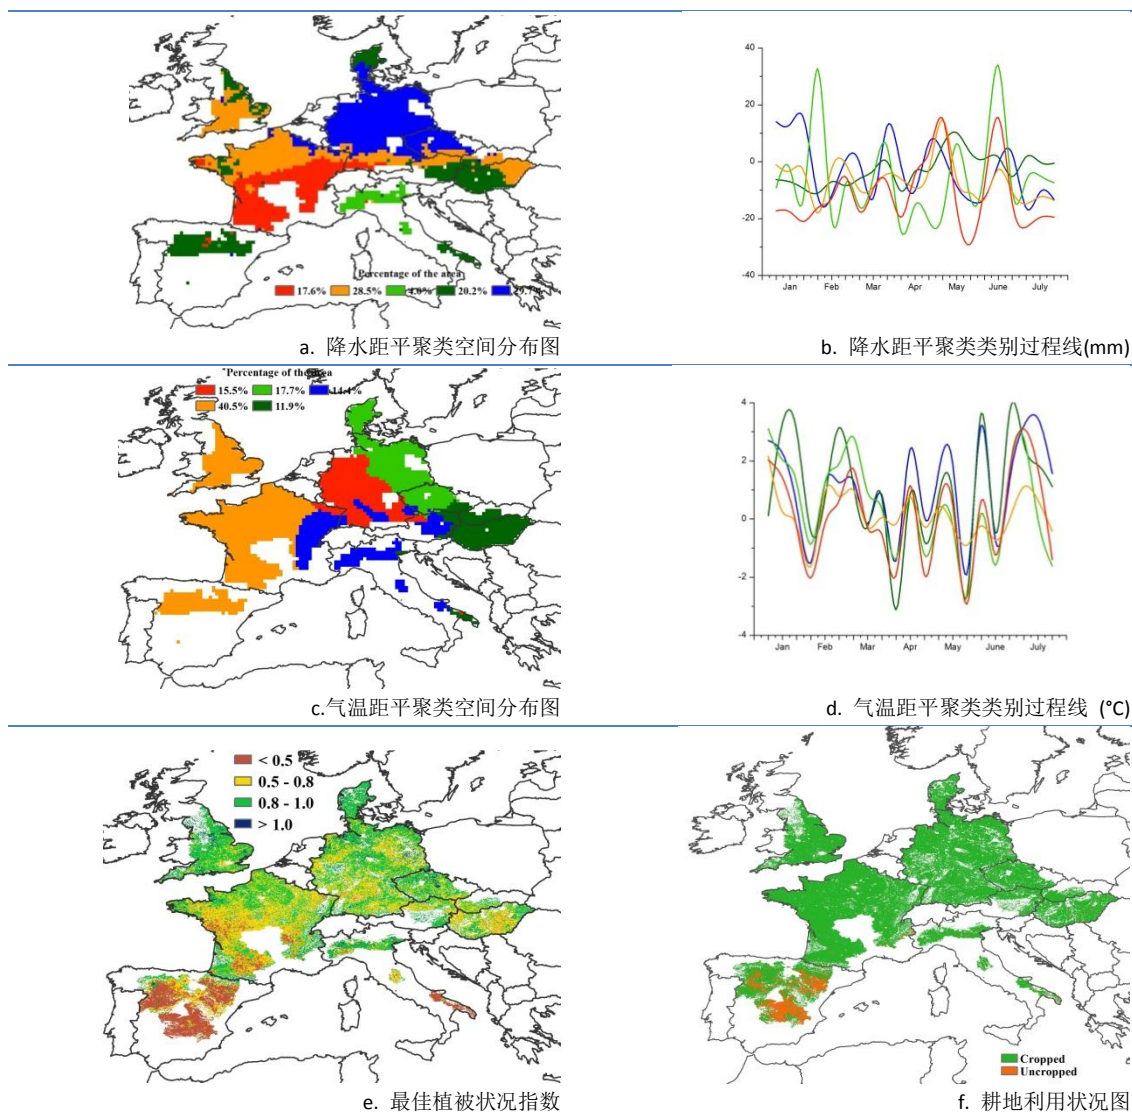 Percentage of the area
17.6% 28.5% 4.0% 20.2% 29.7%
a. 降水距平聚类空间分布图
40
20
0
-20
-40
Jan Feb Mar Apr May June July
b. 降水距平聚类类别过程线(mm)
Percentage of the area
15.5% 17.7% 14.4%
40.5% 11.9%
c.气温距平聚类空间分布图
4
2
0
-2
-4
Jan Feb Mar Apr May June July
d. 气温距平聚类类别过程线 (°C)
< 0.5
0.5 - 0.8
0.8 - 1.0
> 1.0
e. 最佳植被状况指数
Cropped
Uncropped
f. 耕地利用状况图